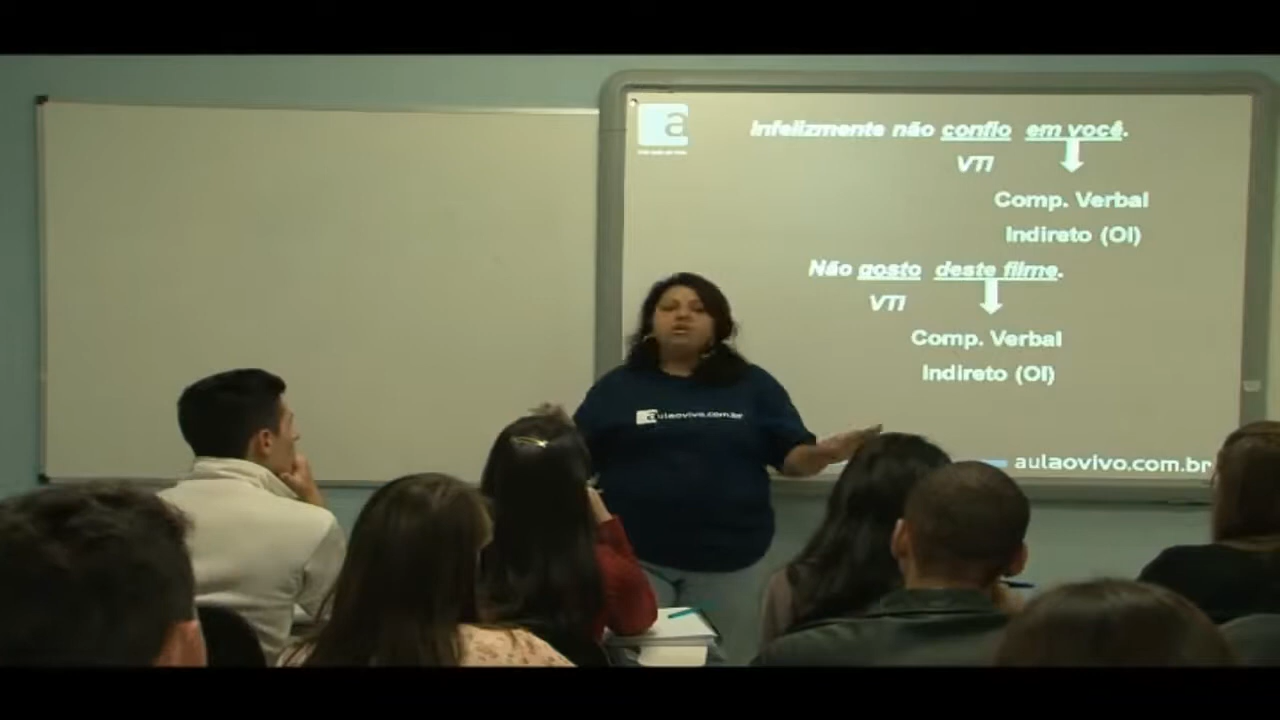 a
Infelizmente não confio em você.
VTI
Comp. Verbal
Indireto (OI)
Não gosto deste filme.
VTI
Comp. Verbal
Indireto (OI)
aulaovivo.com.br
aulaovivo.com.br